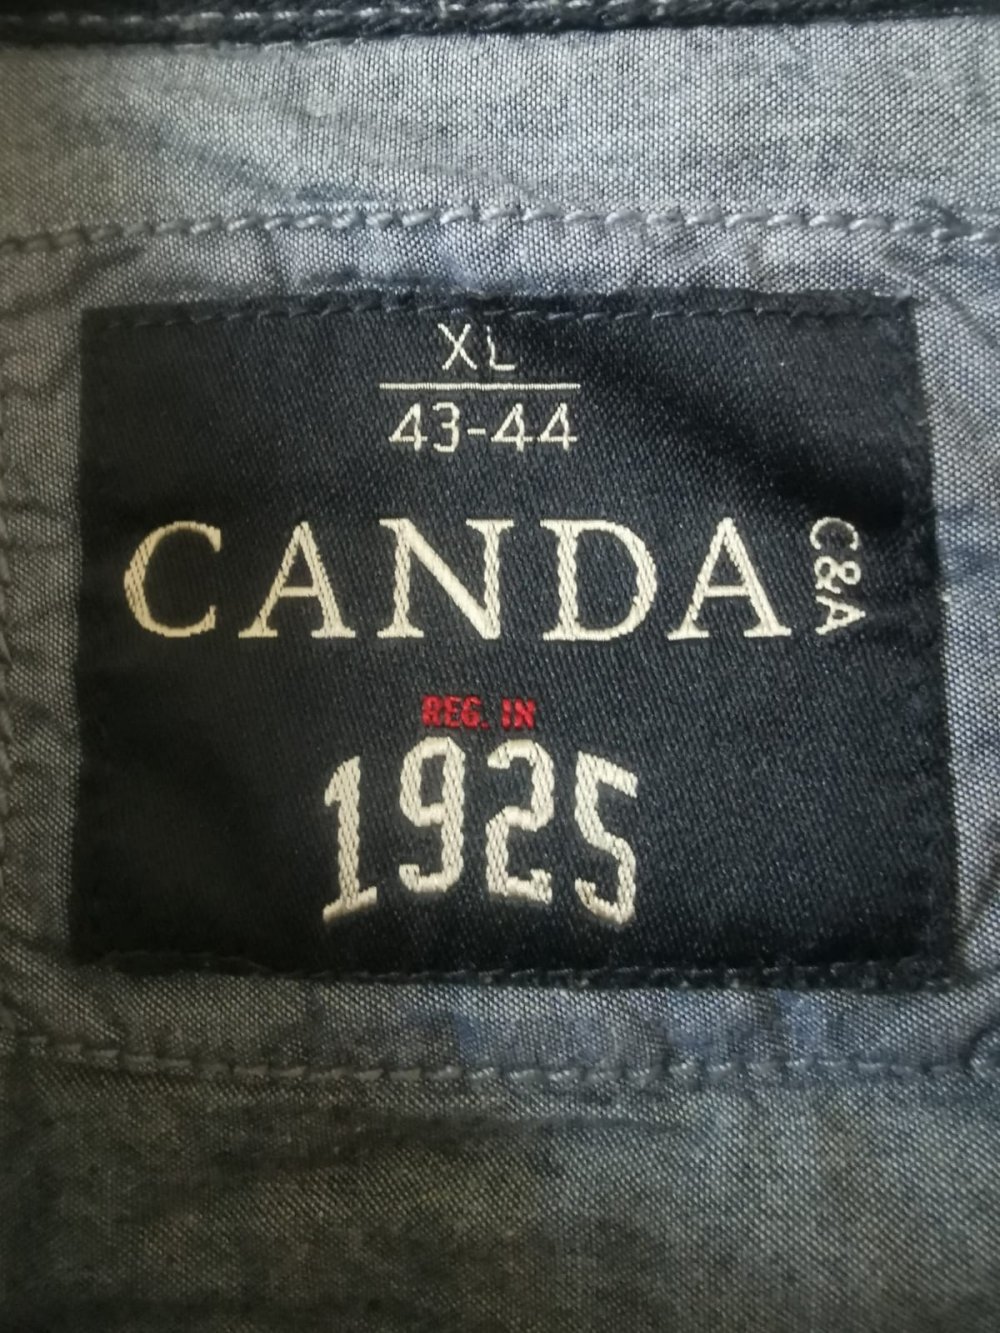 XL
43-44
CANDA C&A
REG. IN
1925